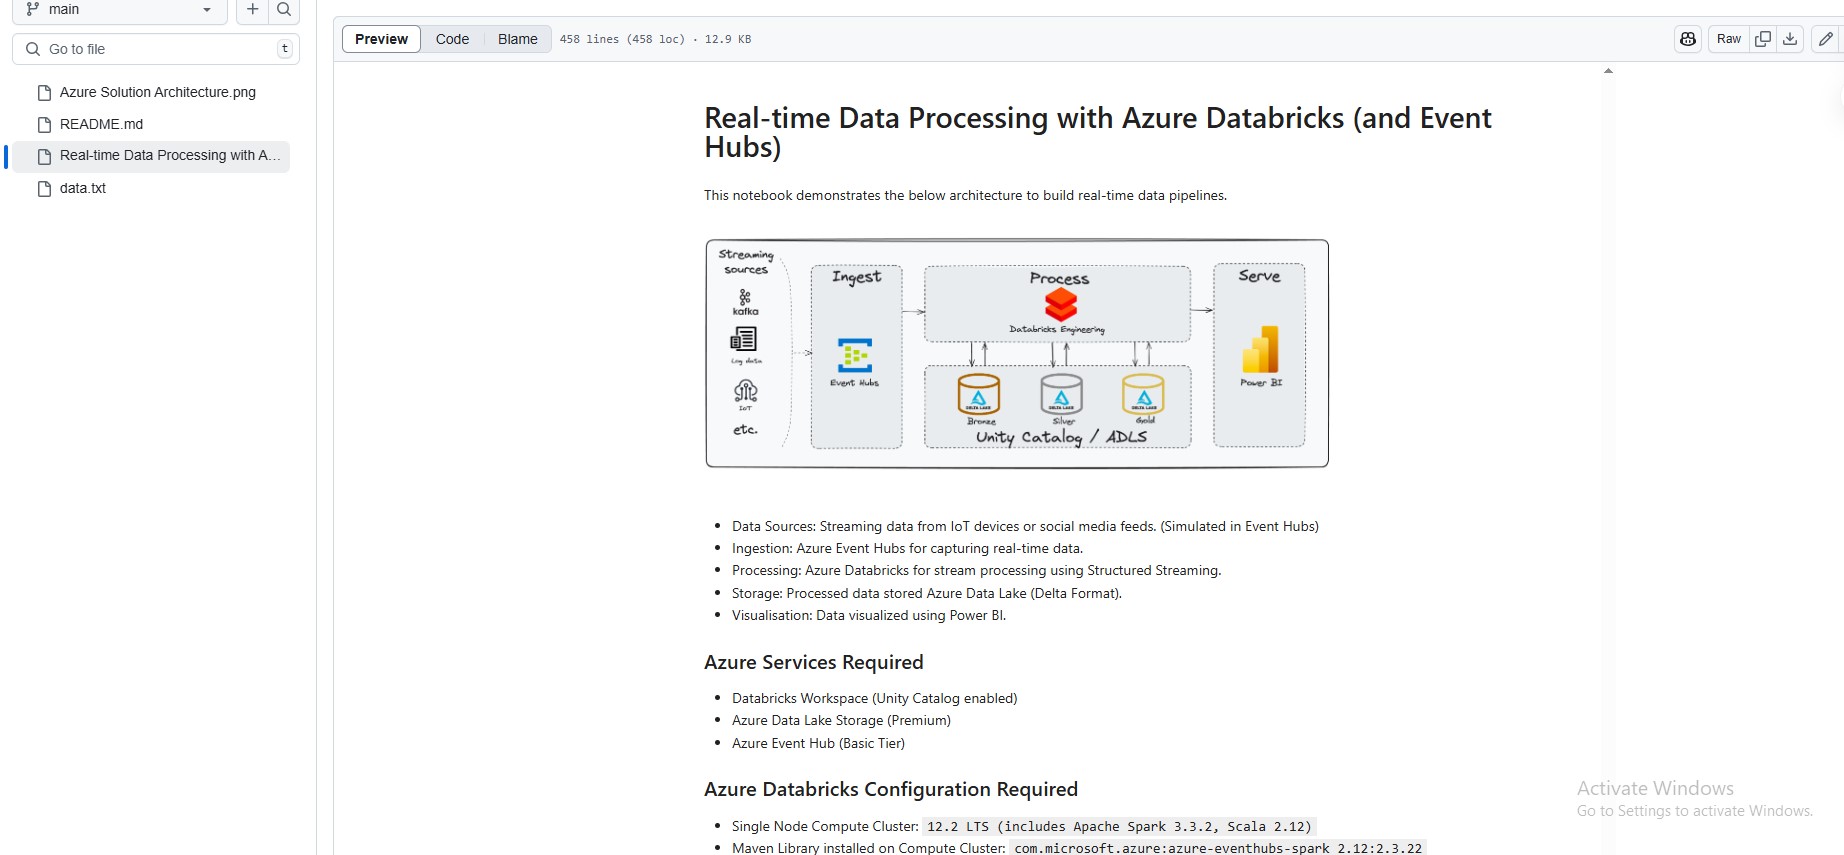 main
Go to file
t
Azure Solution Architecture.png
README.md
Real-time Data Processing with A...
data.txt
Preview
Code
Blame
458 lines (458 loc) · 12.9 KB
Raw
Real-time Data Processing with Azure Databricks (and Event
Hubs)
This notebook demonstrates the below architecture to build real-time data pipelines.
Streaming
sources
kafka
Log data
IoT
etc.
Ingest
Event Hubs
Process
Databricks Engineering
DELTA LAKE
DELTA LAKE
DELTA LAKE
Bronze
Silver
Gold
Unity Catalog / ADLS
Serve
Power BI
• Data Sources: Streaming data from IoT devices or social media feeds. (Simulated in Event Hubs)
• Ingestion: Azure Event Hubs for capturing real-time data.
• Processing: Azure Databricks for stream processing using Structured Streaming.
• Storage: Processed data stored Azure Data Lake (Delta Format).
• Visualisation: Data visualized using Power BI.
Azure Services Required
• Databricks Workspace (Unity Catalog enabled)
• Azure Data Lake Storage (Premium)
• Azure Event Hub (Basic Tier)
Azure Databricks Configuration Required
• Single Node Compute Cluster: 12.2 LTS (includes Apache Spark 3.3.2, Scala 2.12)
• Maven Library installed on Compute Cluster: com.microsoft.azure:azure-eventhubs-spark 2.12:2.3.22
Activate Windows
Go to Settings to activate Windows.